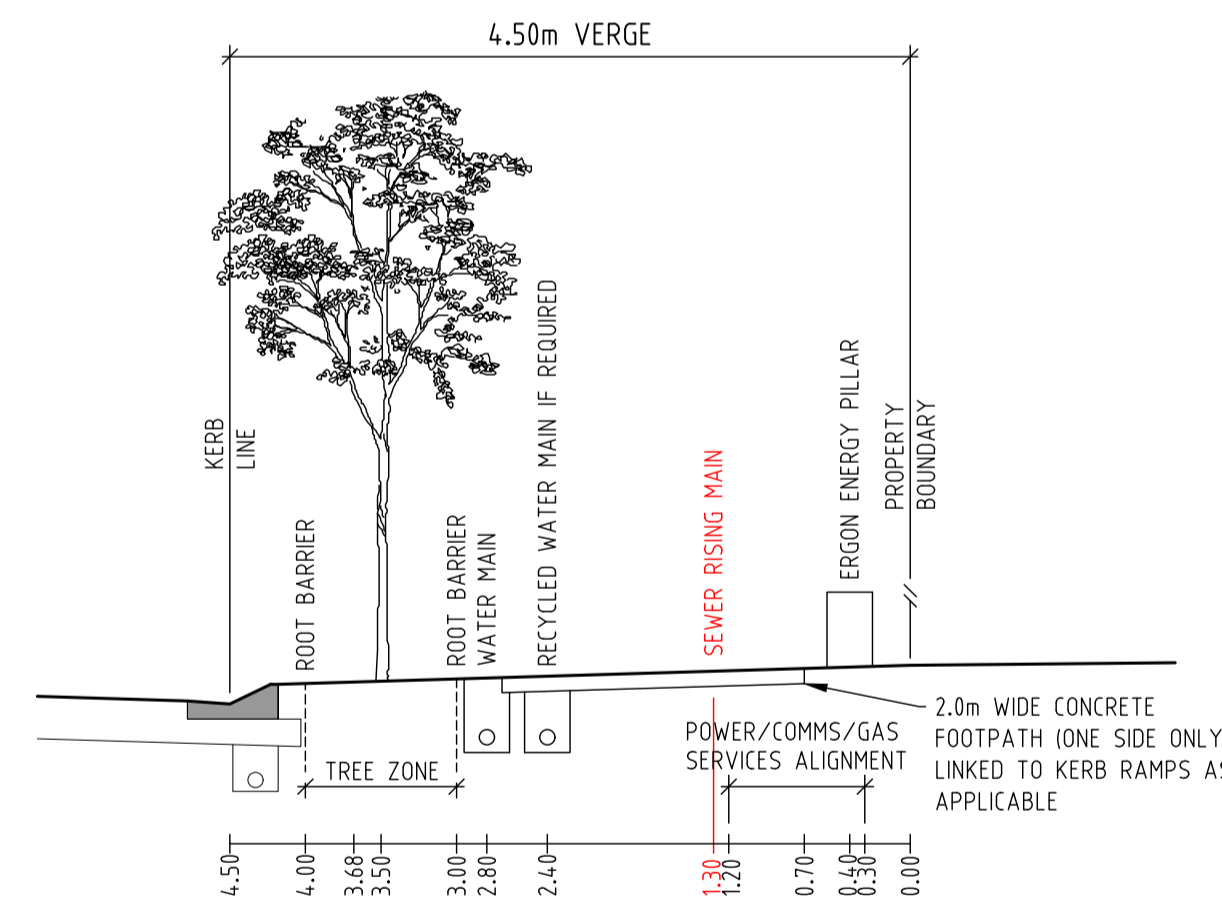 4.50m VERGE
KERB
LINE
ROOT BARRIER
ROOT BARRIER
WATER MAIN
RECYCLED WATER MAIN IF REQUIRED
SEWER RISING MAIN
ERGON ENERGY PILLAR
PROPERTY
BOUNDARY
TREE ZONE
POWER/COMMS/GAS
SERVICES ALIGNMENT
2.0m WIDE CONCRETE
FOOTPATH (ONE SIDE ONLY
LINKED TO KERB RAMPS AS
APPLICABLE
4.50
4.00
3.68
3.50
3.00
2.80
2.40
1.30
1.20
0.70
0.40
0.30
0.00